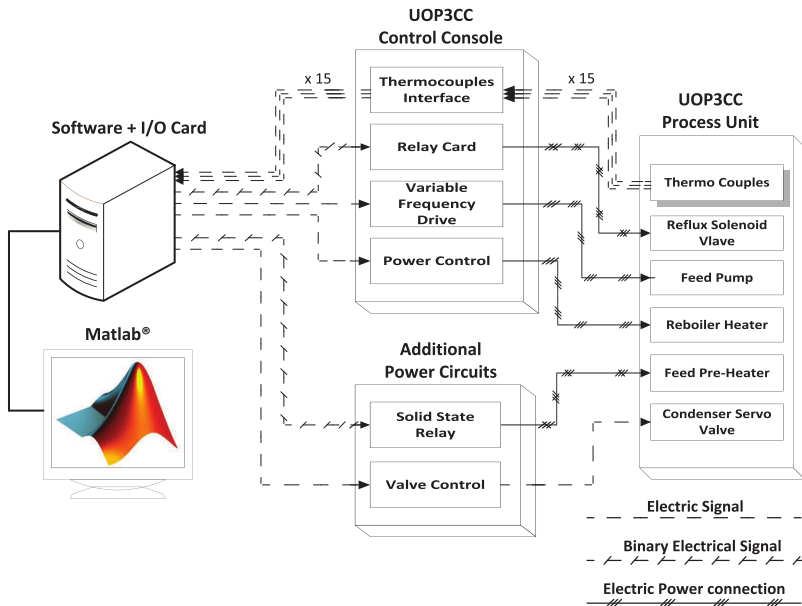 UOP3CC
Control Console
x 15
Thermocouples
Interface
x 15
UOP3CC
Process Unit
Software + I/O Card
Relay Card
Thermo Couples
Variable
Frequency
Drive
Reflux Solenoid
Vlave
Power Control
Feed Pump
Reboiler Heater
Matlab®
Additional
Power Circuits
Feed Pre-Heater
Solid State
Relay
Condenser Servo
Valve
Valve Control
Electric Signal
Binary Electrical Signal
Electric Power connection